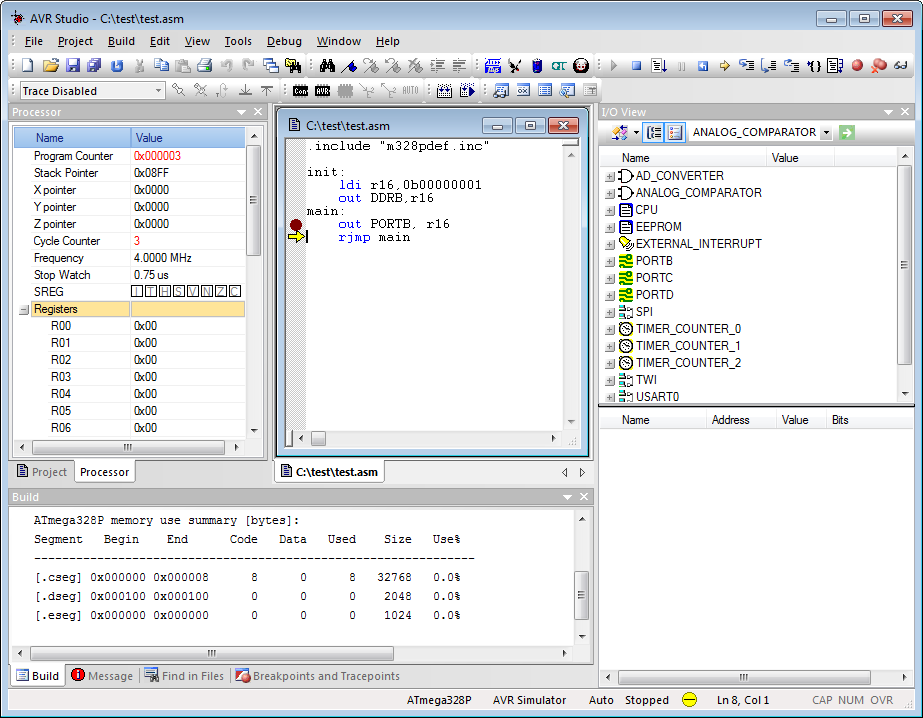 AVR Studio - C:\test\test.asm
File Project Build Edit View Tools Debug Window Help
Trace Disabled
Con AVR AUTO
Processor
Name Value
Program Counter 0x000003
Stack Pointer 0x08FF
X pointer 0x0000
Y pointer 0x0000
Z pointer 0x0000
Cycle Counter 3
Frequency 4.0000 MHz
Stop Watch 0.75 us
SREG I T H S V N Z C
Registers
R00 0x00
R01 0x00
R02 0x00
R03 0x00
R04 0x00
R05 0x00
R06 0x00
Project Processor
C:\test\test.asm
.include "m328pdef.inc"
init:
ldi r16,0b00000001
out DDRB,r16
main:
out PORTB, r16
rjmp main
C:\test\test.asm
I/O View
ANALOG_COMPARATOR
Name Value
AD_CONVERTER
ANALOG_COMPARATOR
CPU
EEPROM
EXTERNAL_INTERRUPT
PORTB
PORTC
PORTD
SPI
TIMER_COUNTER_0
TIMER_COUNTER_1
TIMER_COUNTER_2
TWI
USART0
Name Address Value Bits
Build
ATmega328P memory use summary [bytes]:
Segment Begin End Code Data Used Size Use%
---------------------------------------------------------------
[.cseg] 0x000000 0x000008 8 0 8 32768 0.0%
[.dseg] 0x000100 0x000100 0 0 0 2048 0.0%
[.eseg] 0x000000 0x000000 0 0 0 1024 0.0%
Build Message Find in Files Breakpoints and Tracepoints
ATmega328P AVR Simulator Auto Stopped Ln 8, Col 1 CAP NUM OVR